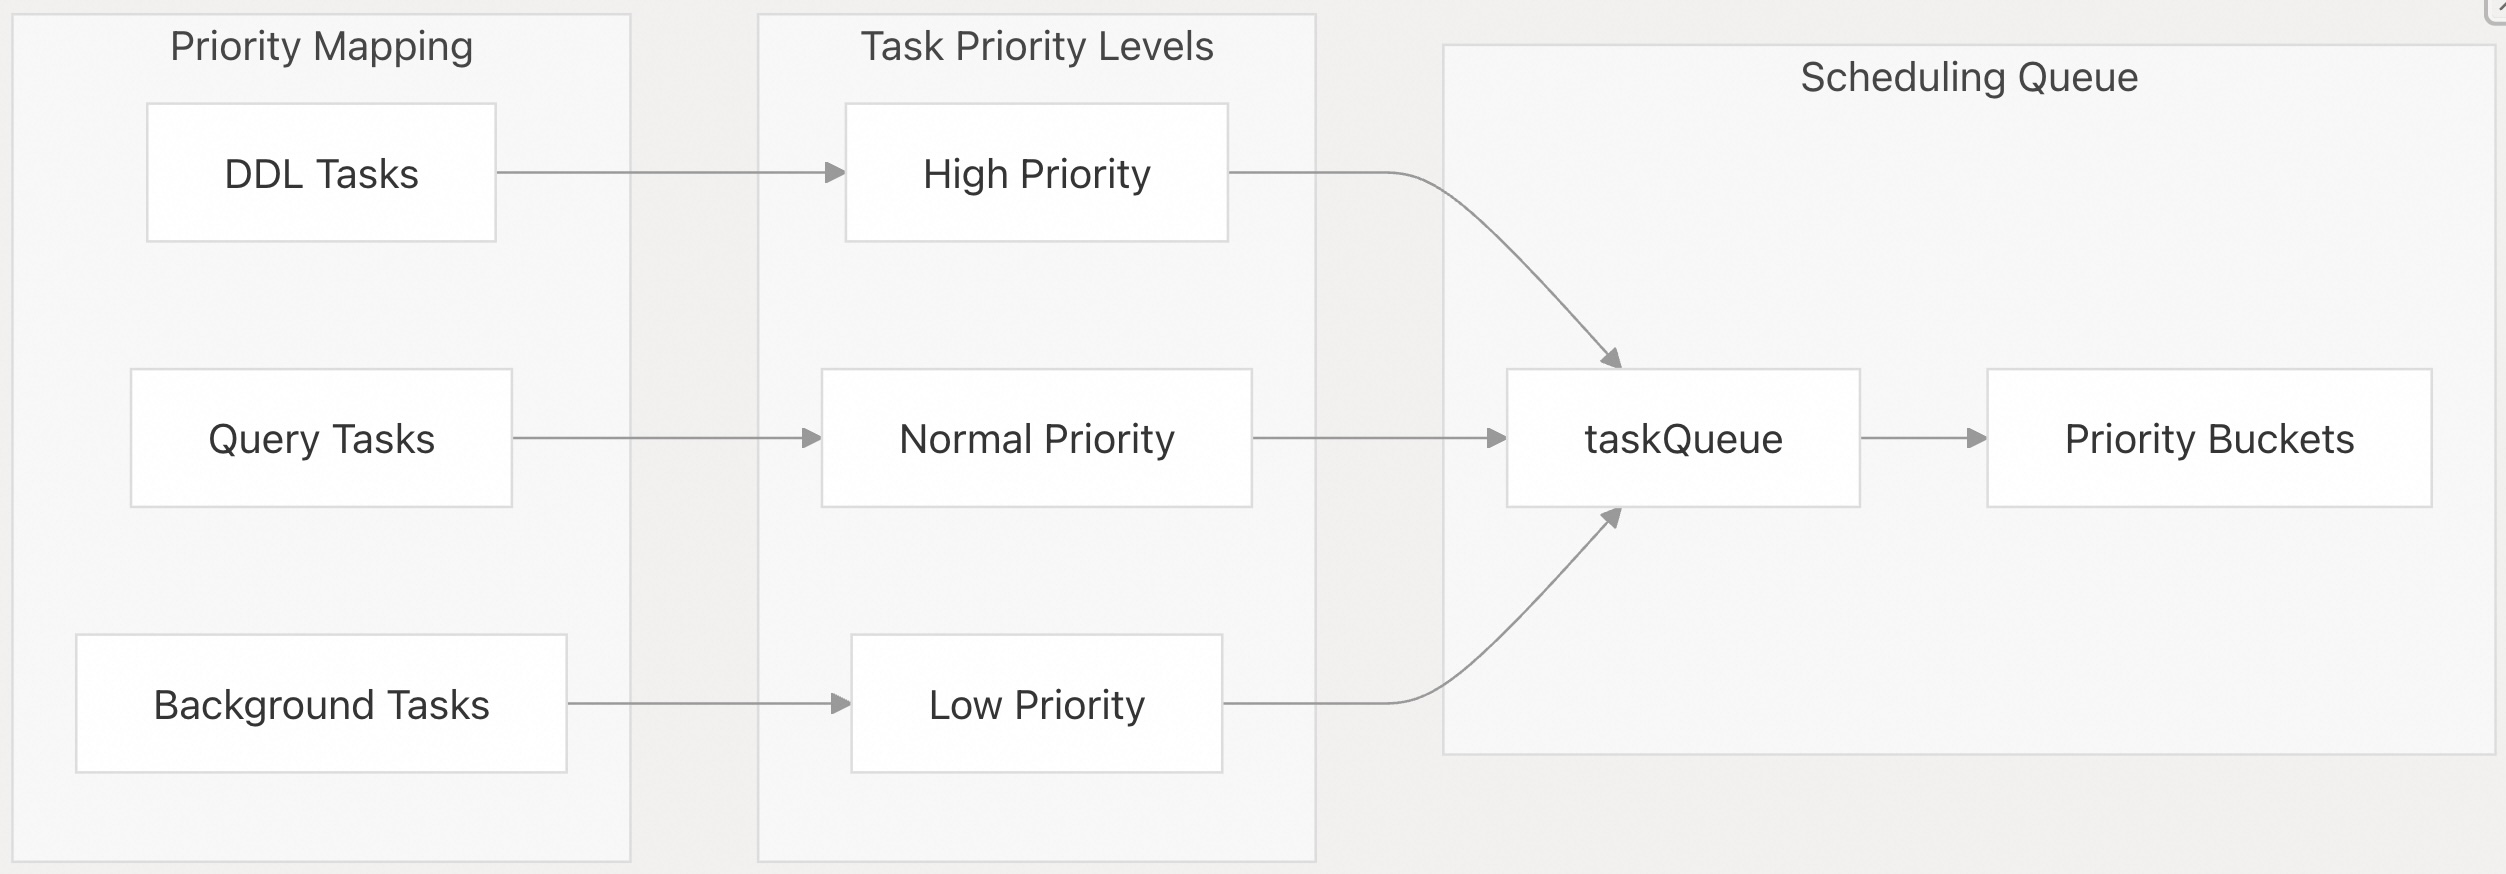 Priority Mapping
DDL Tasks
Query Tasks
Background Tasks
Task Priority Levels
High Priority
Normal Priority
Low Priority
Scheduling Queue
taskQueue
Priority Buckets